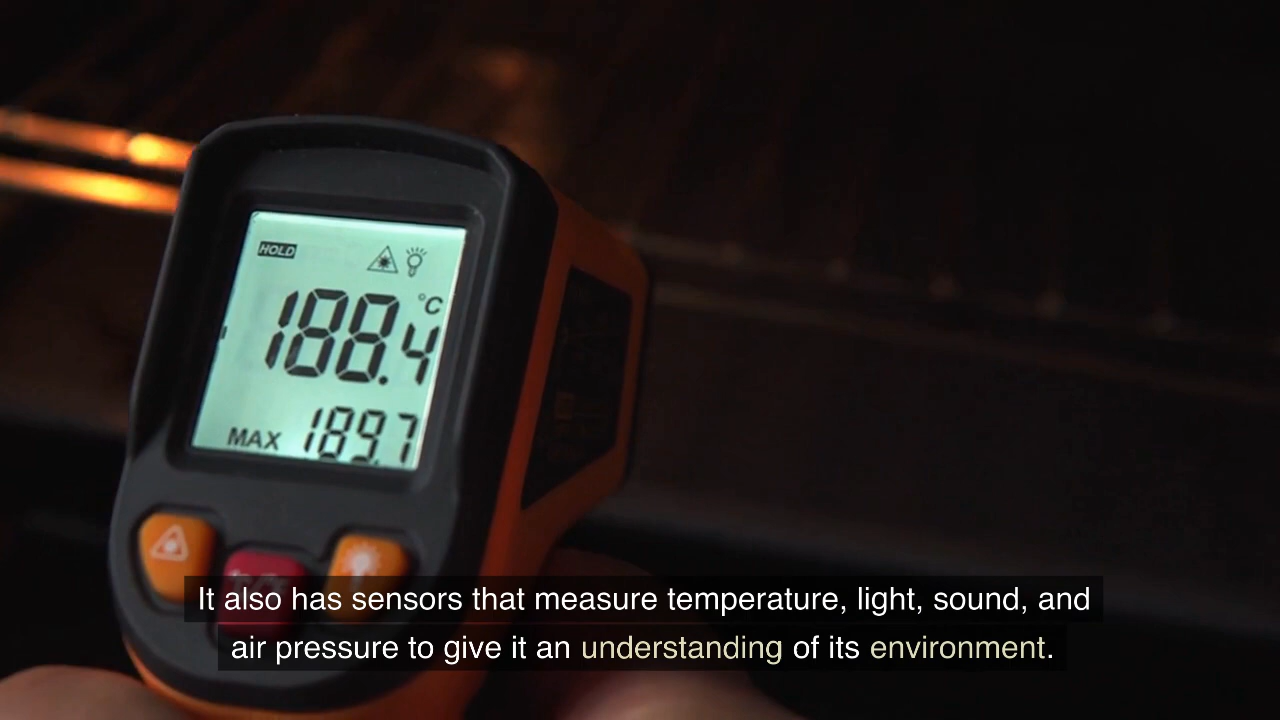 HOLD
°C
188.4
MAX 189.7
It also has sensors that measure temperature, light, sound, and
air pressure to give it an understanding of its environment.